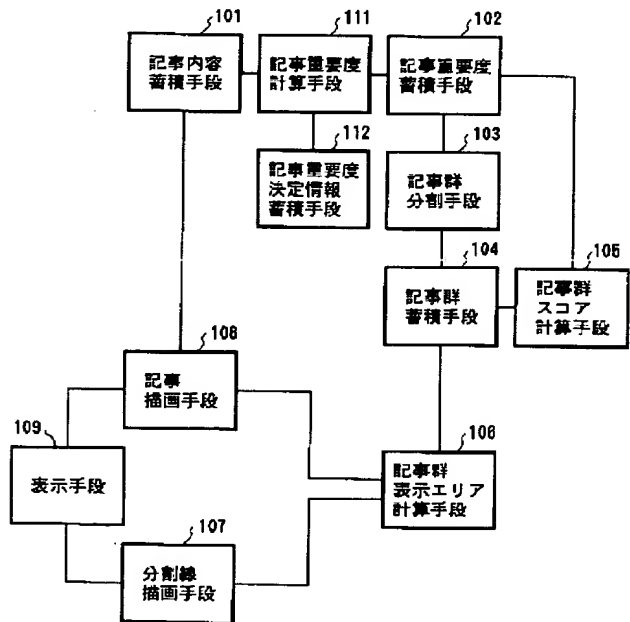 101
記事内容
蓄積手段
111
記事重要度
計算手段
102
記事重要度
蓄積手段
112
記事重要度
決定情報
蓄積手段
103
記事群
分割手段
104
記事群
蓄積手段
105
記事群
スコア
計算手段
108
記事
描画手段
109
表示手段
106
記事群
表示エリア
計算手段
107
分割線
描画手段